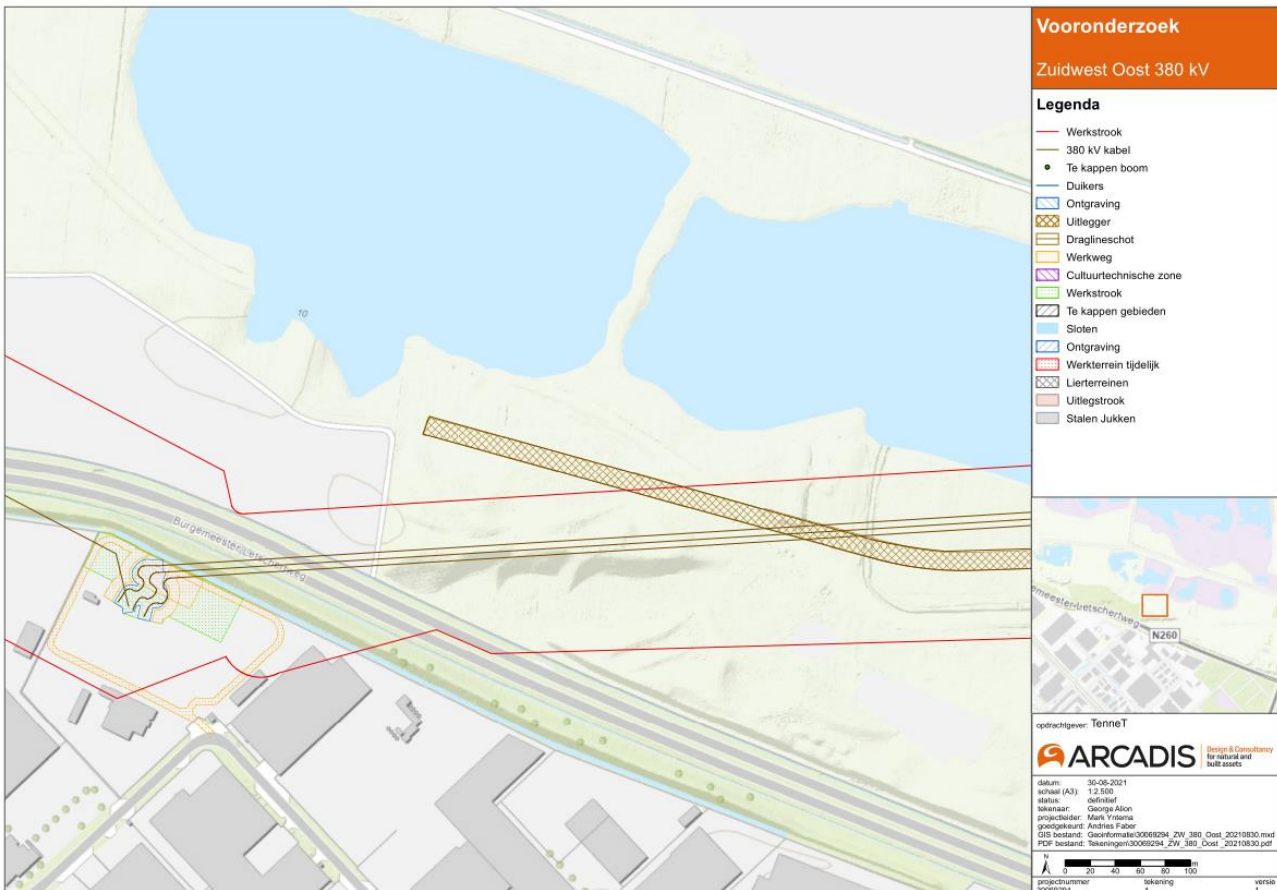 Vooronderzoek
Zuidwest Oost 380 kV
Legenda
Werkstrook
380 kV kabel
Te kappen boom
Duikers
Ontgraving
Uitlegger
Draglineschot
Werkweg
Cultuurtechnische zone
Werkstrook
Te kappen gebieden
Sloten
Ontgraving
Werkterrein tijdelijk
Lierterreinen
Uitlegstrook
Stalen Jukken
10
Burgemeester-Letschertweg
emeester-Letschertweg
N260
opdrachtgever: TenneT
ARCADIS
Design & Consultancy
for natural and
built assets
datum: 30-08-2021
schaal (A3): 1:2.500
status: definitief
tekenaar: George Alion
projectleider: Mark Yntema
goedgekeurd: Andries Faber
GIS bestand: Geoinformatie\30069294_ZW_380_Oost_20210830.mxd
PDF bestand: Tekeningen\30069294_ZW_380_Oost_20210830.pdf
N
0 20 40 60 80 100 m
projectnummer tekening versie